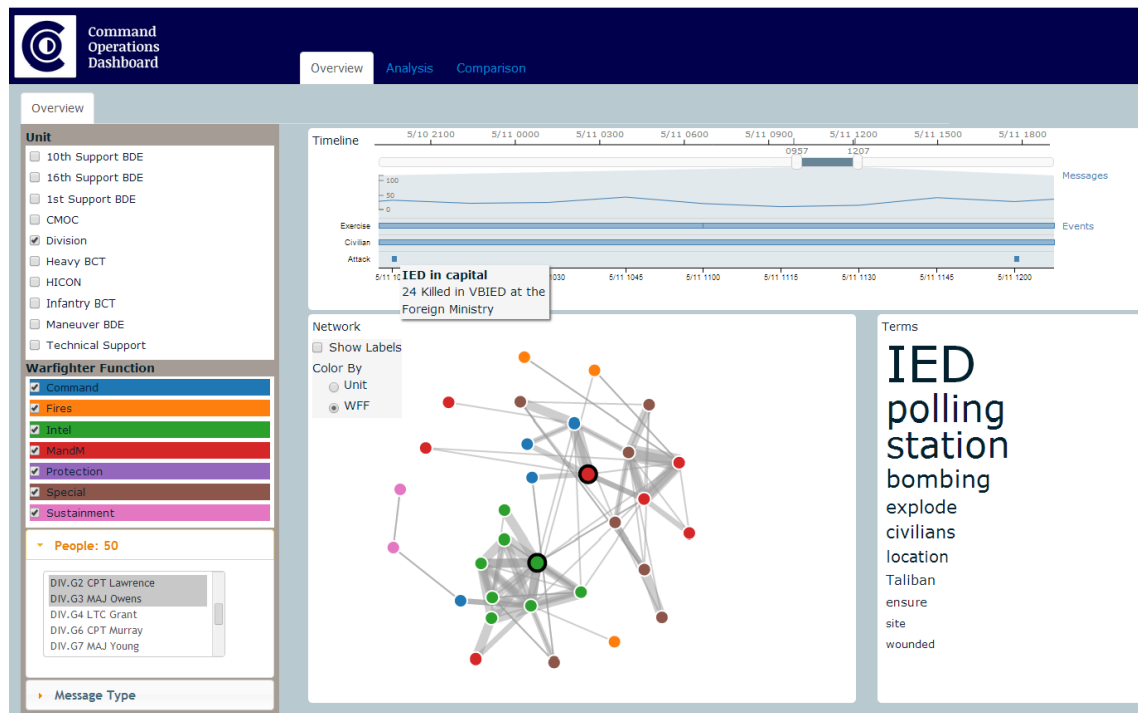 Command
Operations
Dashboard
Overview Analysis Comparison
Overview
Unit
10th Support BDE
16th Support BDE
1st Support BDE
CMOC
Division
Heavy BCT
HICON
Infantry BCT
Maneuver BDE
Technical Support
Warfighter Function
Command
Fires
Intel
MandM
Protection
Special
Sustainment
People: 50
DIV.G2 CPT Lawrence
DIV.G3 MAJ Owens
DIV.G4 LTC Grant
DIV.G6 CPT Murray
DIV.G7 MAJ Young
Message Type
Timeline
5/10 2100 5/11 0000 5/11 0300 5/11 0600 5/11 0900 5/11 1200 5/11 1500 5/11 1800
0957 1207
Messages
100
50
0
Exercise
Events
Civilian
Attack
5/11 10 1030 5/11 1045 5/11 1100 5/11 1115 5/11 1130 5/11 1145 5/11 1200
IED in capital
24 Killed in VBIED at the
Foreign Ministry
Network
Show Labels
Color By
Unit
WFF
Terms
IED
polling
station
bombing
explode
civilians
location
Taliban
ensure
site
wounded